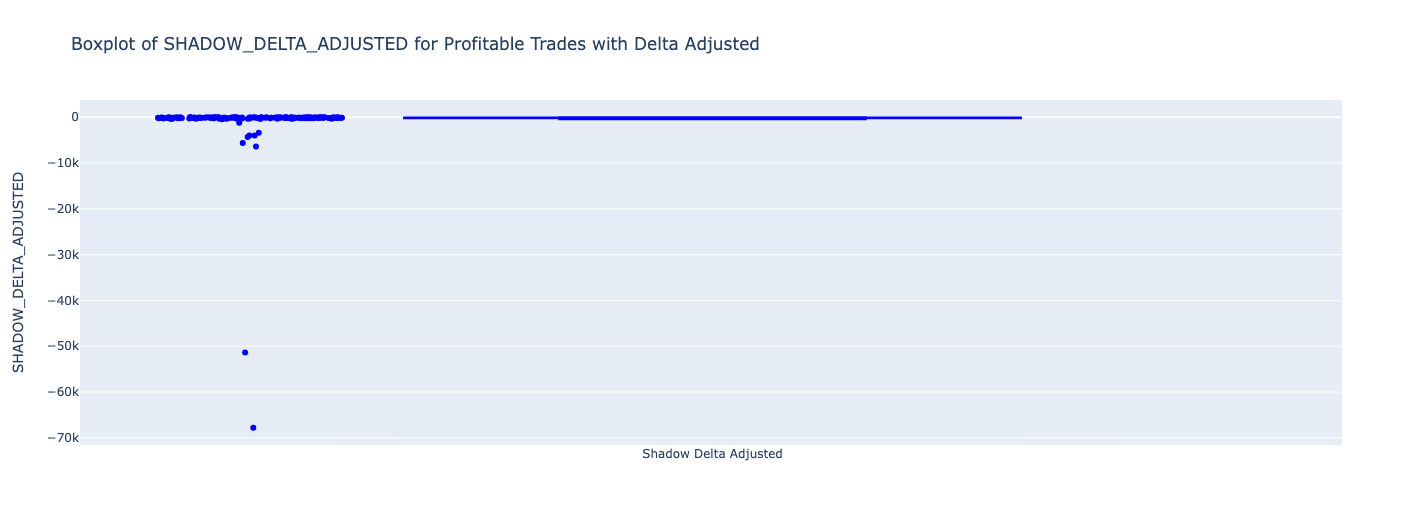 Boxplot of SHADOW_DELTA_ADJUSTED for Profitable Trades with Delta Adjusted
SHADOW_DELTA_ADJUSTED
0
−10k
−20k
−30k
−40k
−50k
−60k
−70k
Shadow Delta Adjusted